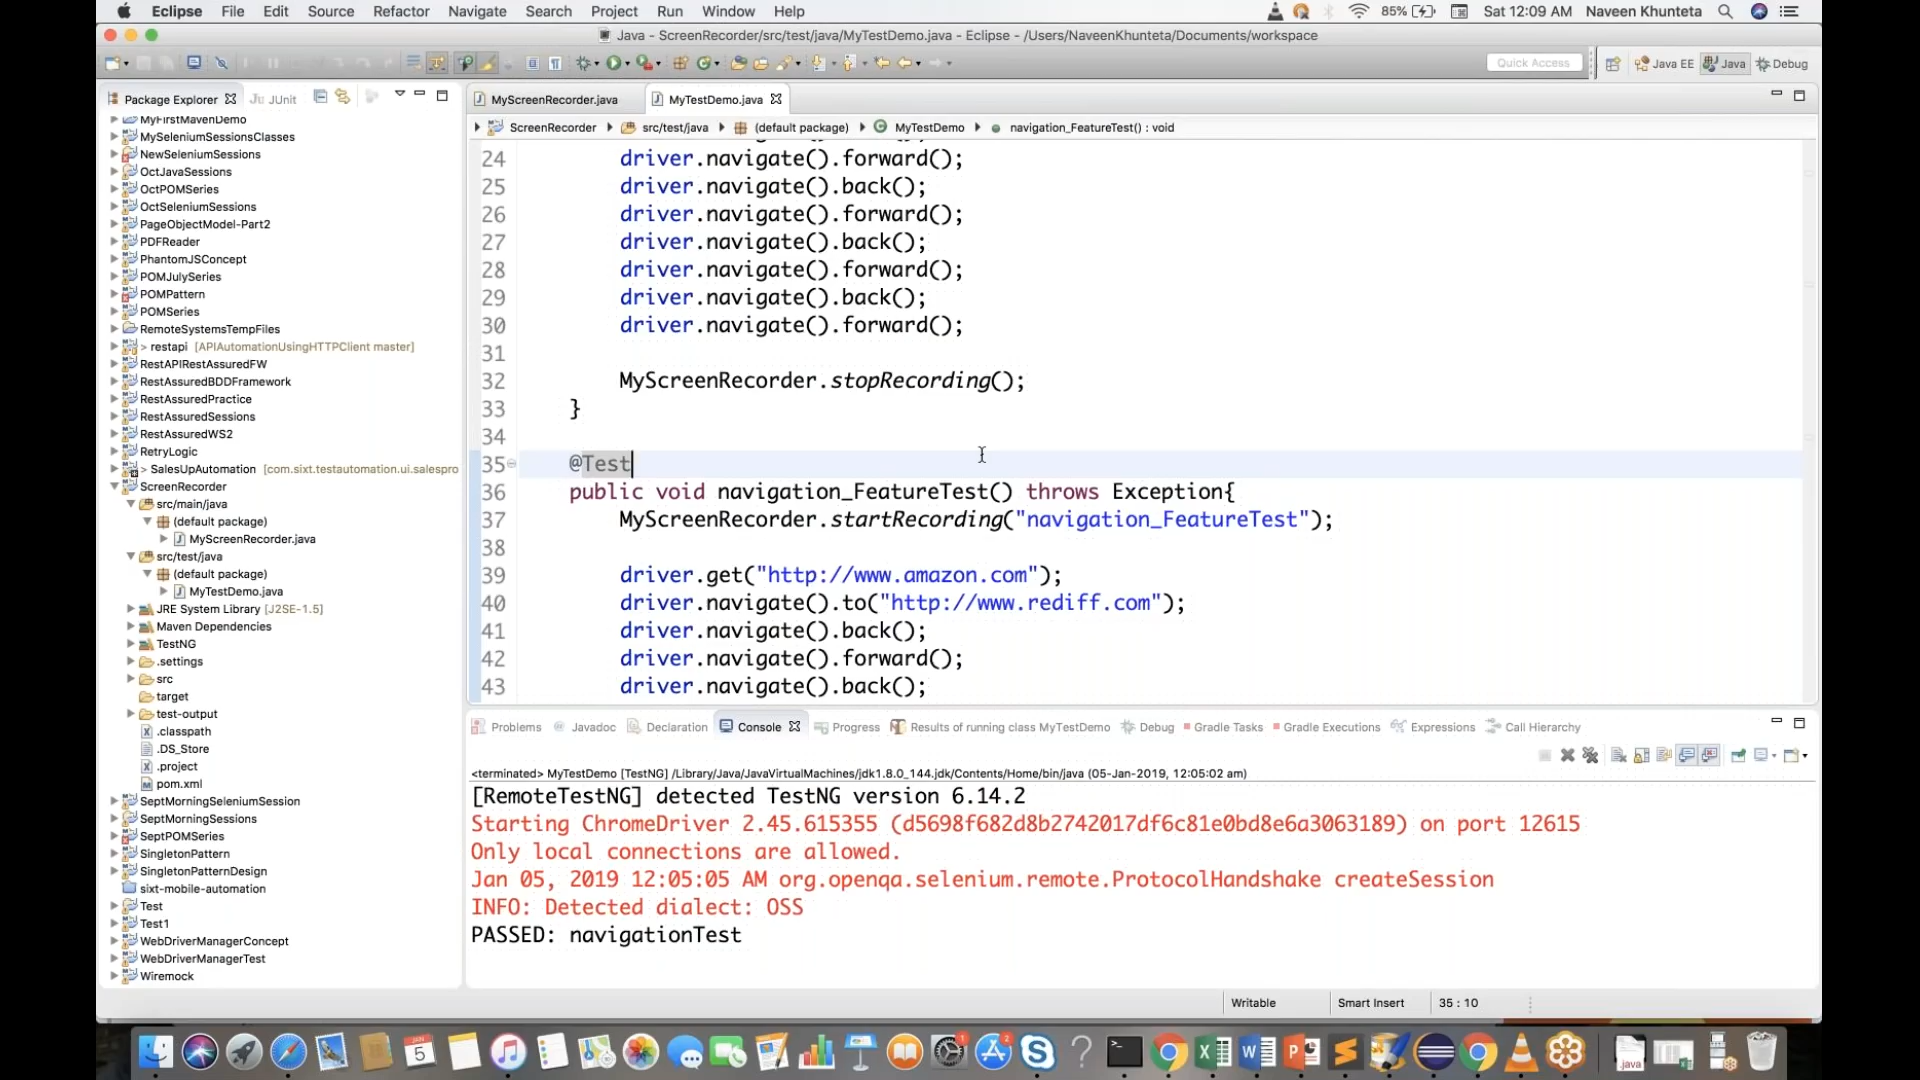 Eclipse File Edit Source Refactor Navigate Search Project Run Window Help
85% Sat 12:09 AM Naveen Khunteta
Java - ScreenRecorder/src/test/java/MyTestDemo.java - Eclipse - /Users/NaveenKhunteta/Documents/workspace
Quick Access Java EE Java Debug
Package Explorer JUnit
MyScreenRecorder.java MyTestDemo.java
ScreenRecorder src/test/java (default package) MyTestDemo navigation_FeatureTest() : void
MyFirstMavenDemo
MySeleniumSessionsClasses
NewSeleniumSessions
OctJavaSessions
OctPOMSeries
OctSeleniumSessions
PageObjectModel-Part2
PDFReader
PhantomJSConcept
POMJulySeries
POMPattern
POMSeries
RemoteSystemsTempFiles
> restapi [APIAutomationUsingHTTPClient master]
RestAPIRestAssuredFW
RestAssuredBDDFramework
RestAssuredPractice
RestAssuredSessions
RestAssuredWS2
RetryLogic
> SalesUpAutomation [com.sixt.testautomation.ui.salespro
ScreenRecorder
src/main/java
(default package)
MyScreenRecorder.java
src/test/java
(default package)
MyTestDemo.java
JRE System Library [J2SE-1.5]
Maven Dependencies
TestNG
.settings
src
target
test-output
.classpath
.DS_Store
.project
pom.xml
SeptMorningSeleniumSession
SeptMorningSessions
SeptPOMSeries
SingletonPattern
SingletonPatternDesign
sixt-mobile-automation
Test
Test1
WebDriverManagerConcept
WebDriverManagerTest
Wiremock
24 driver.navigate().forward();
25 driver.navigate().back();
26 driver.navigate().forward();
27 driver.navigate().back();
28 driver.navigate().forward();
29 driver.navigate().back();
30 driver.navigate().forward();
31
32 MyScreenRecorder.stopRecording();
33 }
34
35 @Test
36 public void navigation_FeatureTest() throws Exception{
37 MyScreenRecorder.startRecording("navigation_FeatureTest");
38
39 driver.get("http://www.amazon.com");
40 driver.navigate().to("http://www.rediff.com");
41 driver.navigate().back();
42 driver.navigate().forward();
43 driver.navigate().back();
Problems Javadoc Declaration Console Progress Results of running class MyTestDemo Debug Gradle Tasks Gradle Executions Expressions Call Hierarchy
<terminated> MyTestDemo [TestNG] /Library/Java/JavaVirtualMachines/jdk1.8.0_144.jdk/Contents/Home/bin/java (05-Jan-2019, 12:05:02 am)
[RemoteTestNG] detected TestNG version 6.14.2
Starting ChromeDriver 2.45.615355 (d5698f682d8b2742017df6c81e0bd8e6a3063189) on port 12615
Only local connections are allowed.
Jan 05, 2019 12:05:05 AM org.openqa.selenium.remote.ProtocolHandshake createSession
INFO: Detected dialect: OSS
PASSED: navigationTest
Writable Smart Insert 35 : 10